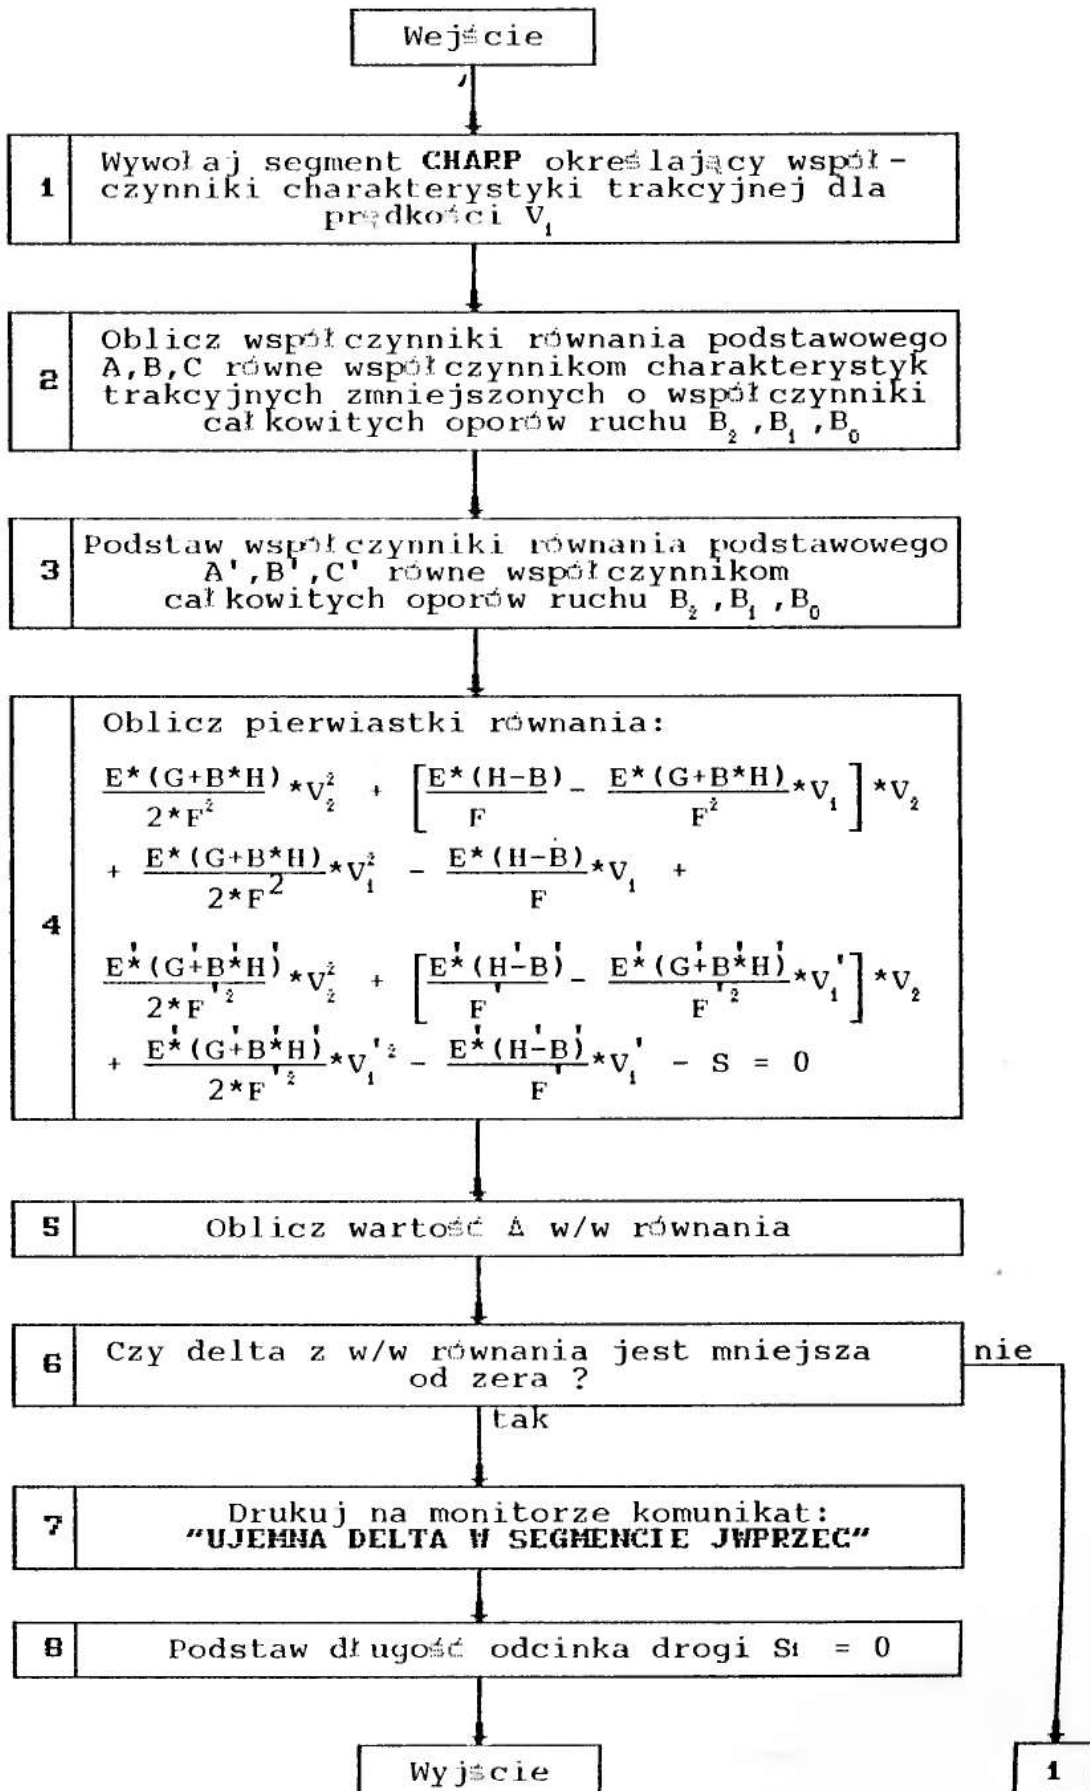 Wejście
1 Wywołaj segment CHARP określający współ-
czynniki charakterystyki trakcyjnej dla
prędkości V₁
2 Oblicz współczynniki równania podstawowego
A,B,C równe współczynnikom charakterystyk
trakcyjnych zmniejszonych o współczynniki
całkowitych oporów ruchu B₂,B₁,B₀
3 Podstaw współczynniki równania podstawowego
A',B',C' równe współczynnikom
całkowitych oporów ruchu B₂,B₁,B₀
4 Oblicz pierwiastki równania:
E*(G+B*H)/2*F² *V₂² + [E*(H-B)/F - E*(G+B*H)/F² *V₁] *V₂
+ E*(G+B*H)/2*F² *V₁² - E*(H-B)/F *V₁ +
E'*(G'+B'*H')/2*F'² *V₂² + [E'*(H'-B')/F' - E'*(G'+B'*H')/F'² *V₁'] *V₂
+ E'*(G'+B'*H')/2*F'² *V₁'² - E'*(H'-B')/F' *V₁' - S = 0
5 Oblicz wartość Δ w/w równania
6 Czy delta z w/w równania jest mniejsza
od zera ?
nie
tak
7 Drukuj na monitorze komunikat:
"UJEMNA DELTA W SEGMENCIE JWPRZEC"
8 Podstaw długość odcinka drogi S₁ = 0
Wyjście
1